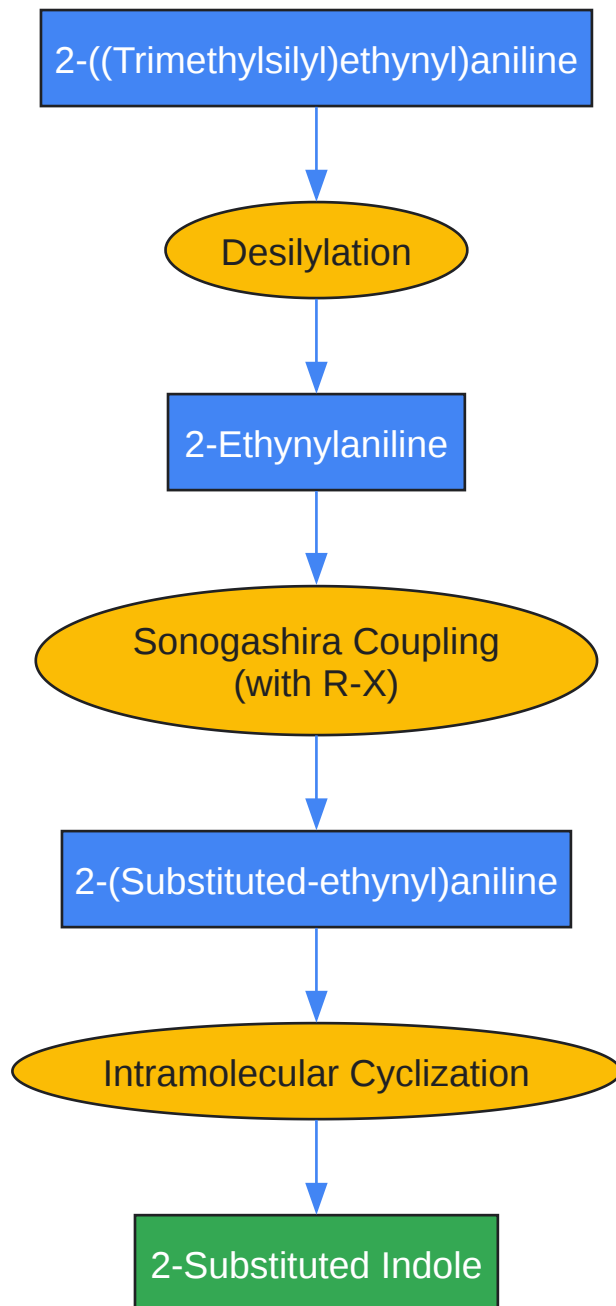 2-((Trimethylsilyl)ethynyl)aniline
Desilylation
2-Ethynylaniline
Sonogashira Coupling
(with R-X)
2-(Substituted-ethynyl)aniline
Intramolecular Cyclization
2-Substituted Indole